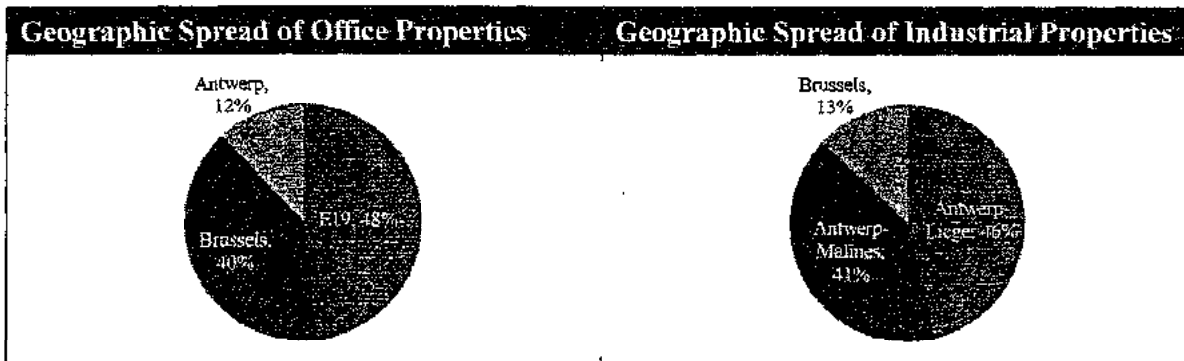 Geographic Spread of Office Properties
Geographic Spread of Industrial Properties
Antwerp,
12%
E19, 48%
Brussels,
40%
Brussels,
13%
Antwerp-
Liege, 46%
Antwerp-
Malines;
41%